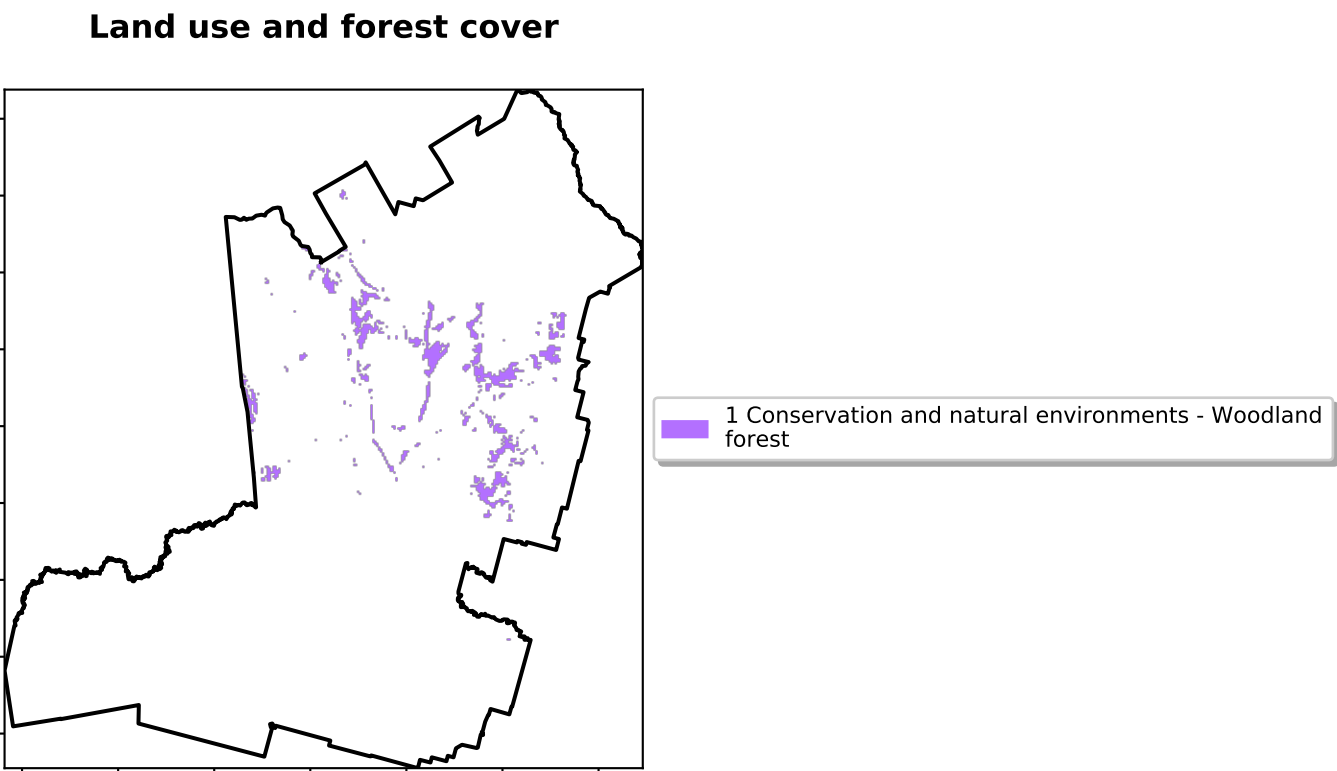 Land use and forest cover
1 Conservation and natural environments - Woodland
forest